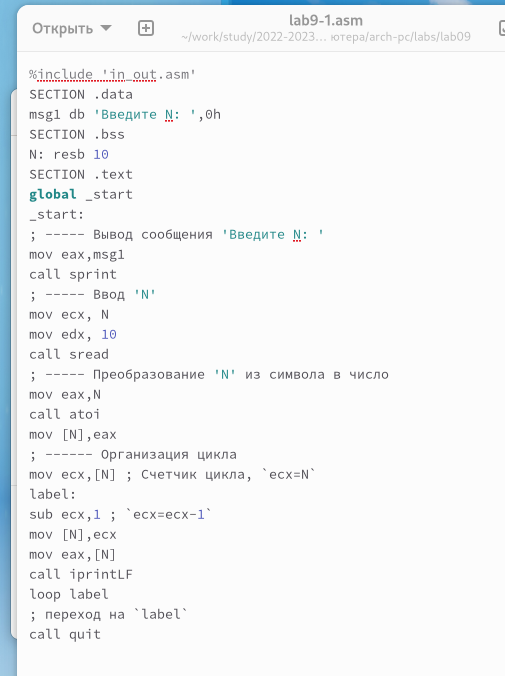 lab9-1.asm
Открыть
~/work/study/2022-2023... ютера/arch-pc/labs/lab09
%include 'in_out.asm'
SECTION .data
msg1 db 'Введите N: ',0h
SECTION .bss
N: resb 10
SECTION .text
global _start
_start:
; ----- Вывод сообщения 'Введите N: '
mov eax,msg1
call sprint
; ----- Ввод 'N'
mov ecx, N
mov edx, 10
call sread
; ----- Преобразование 'N' из символа в число
mov eax,N
call atoi
mov [N],eax
; ------ Организация цикла
mov ecx,[N] ; Счетчик цикла, `ecx=N`
label:
sub ecx,1 ; `ecx=ecx-1`
mov [N],ecx
mov eax,[N]
call iprintLF
loop label
; переход на `label`
call quit